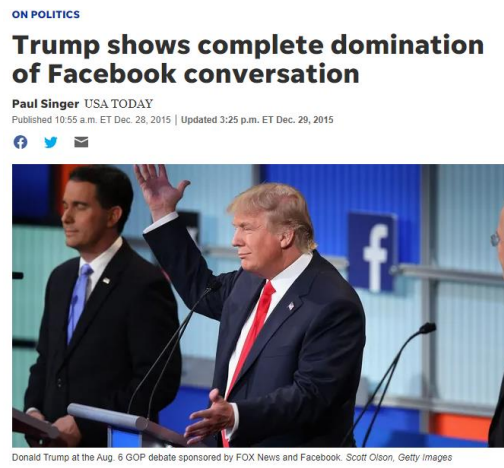 ON POLITICS
Trump shows complete domination
of Facebook conversation
Paul Singer USA TODAY
Published 10:55 a.m. ET Dec. 28, 2015 | Updated 3:25 p.m. ET Dec. 29, 2015
f
Donald Trump at the Aug. 6 GOP debate sponsored by FOX News and Facebook. Scott Olson, Getty Images